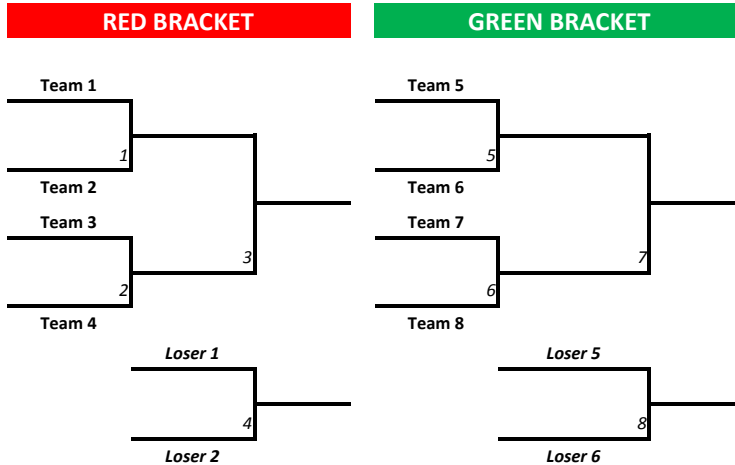 RED BRACKET
Team 1
1
Team 2
Team 3
3
2
Team 4
Loser 1
4
Loser 2
GREEN BRACKET
Team 5
5
Team 6
Team 7
7
6
Team 8
Loser 5
8
Loser 6